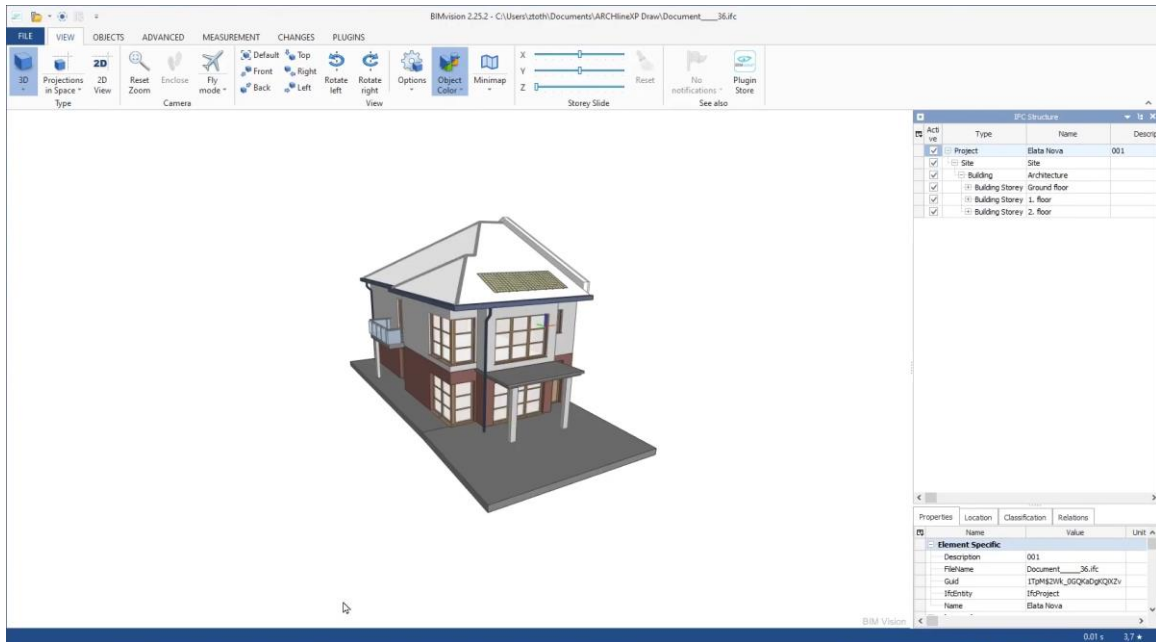 BIMvision 2.25.2 - C:\Users\ztoth\Documents\ARCHlineXP Draw\Document____36.ifc
FILE VIEW OBJECTS ADVANCED MEASUREMENT CHANGES PLUGINS
3D
Projections in Space
2D
2D View
Type
Reset Zoom
Enclose
Fly mode
Camera
Default Top
Front Right
Back Left
Rotate left
Rotate right
Options
Object Color
Minimap
View
X
Y
Z
Reset
Storey Slide
No notifications
Plugin Store
See also
IFC Structure
Active Type Name Descrip
Project Elata Nova 001
Site Site
Building Architecture
Building Storey Ground floor
Building Storey 1. floor
Building Storey 2. floor
Properties Location Classification Relations
Name Value Unit
Element Specific
Description 001
FileName Document_____36.ifc
Guid 1TpM$2Wk_0GQKaDgKQIXZv
IfcEntity IfcProject
Name Elata Nova
BIM Vision
0.01 s 3,7 ★